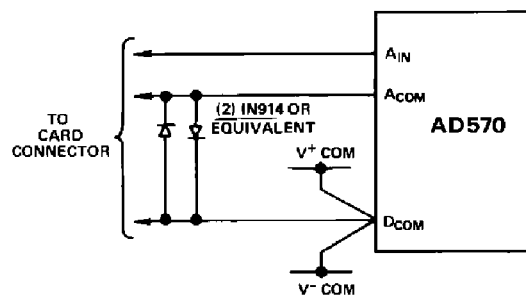 A_IN
A_COM
(2) IN914 OR
EQUIVALENT
AD570
TO
CARD
CONNECTOR
V+ COM
D_COM
V- COM